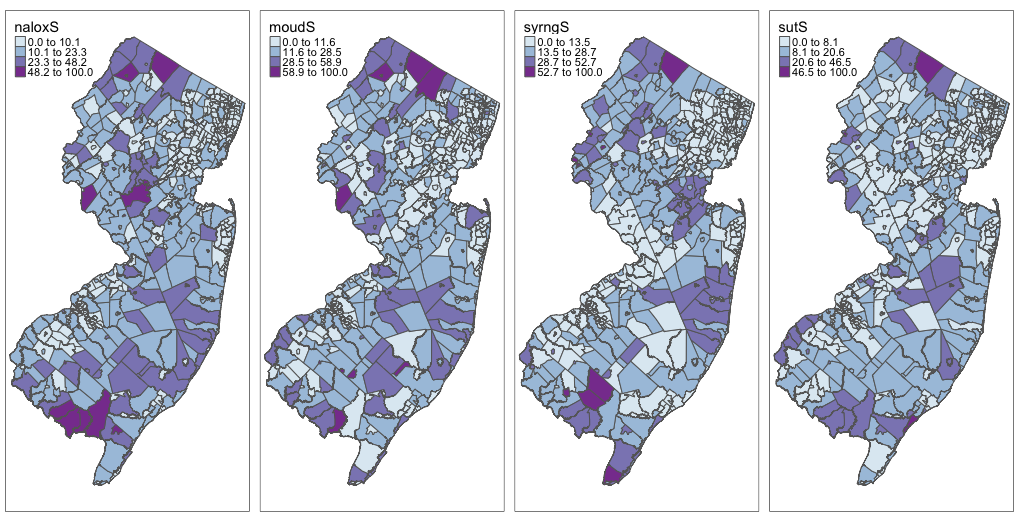 naloxS
0.0 to 10.1
10.1 to 23.3
23.3 to 48.2
48.2 to 100.0
moudS
0.0 to 11.6
11.6 to 28.5
28.5 to 58.9
58.9 to 100.0
syrngS
0.0 to 13.5
13.5 to 28.7
28.7 to 52.7
52.7 to 100.0
sutS
0.0 to 8.1
8.1 to 20.6
20.6 to 46.5
46.5 to 100.0